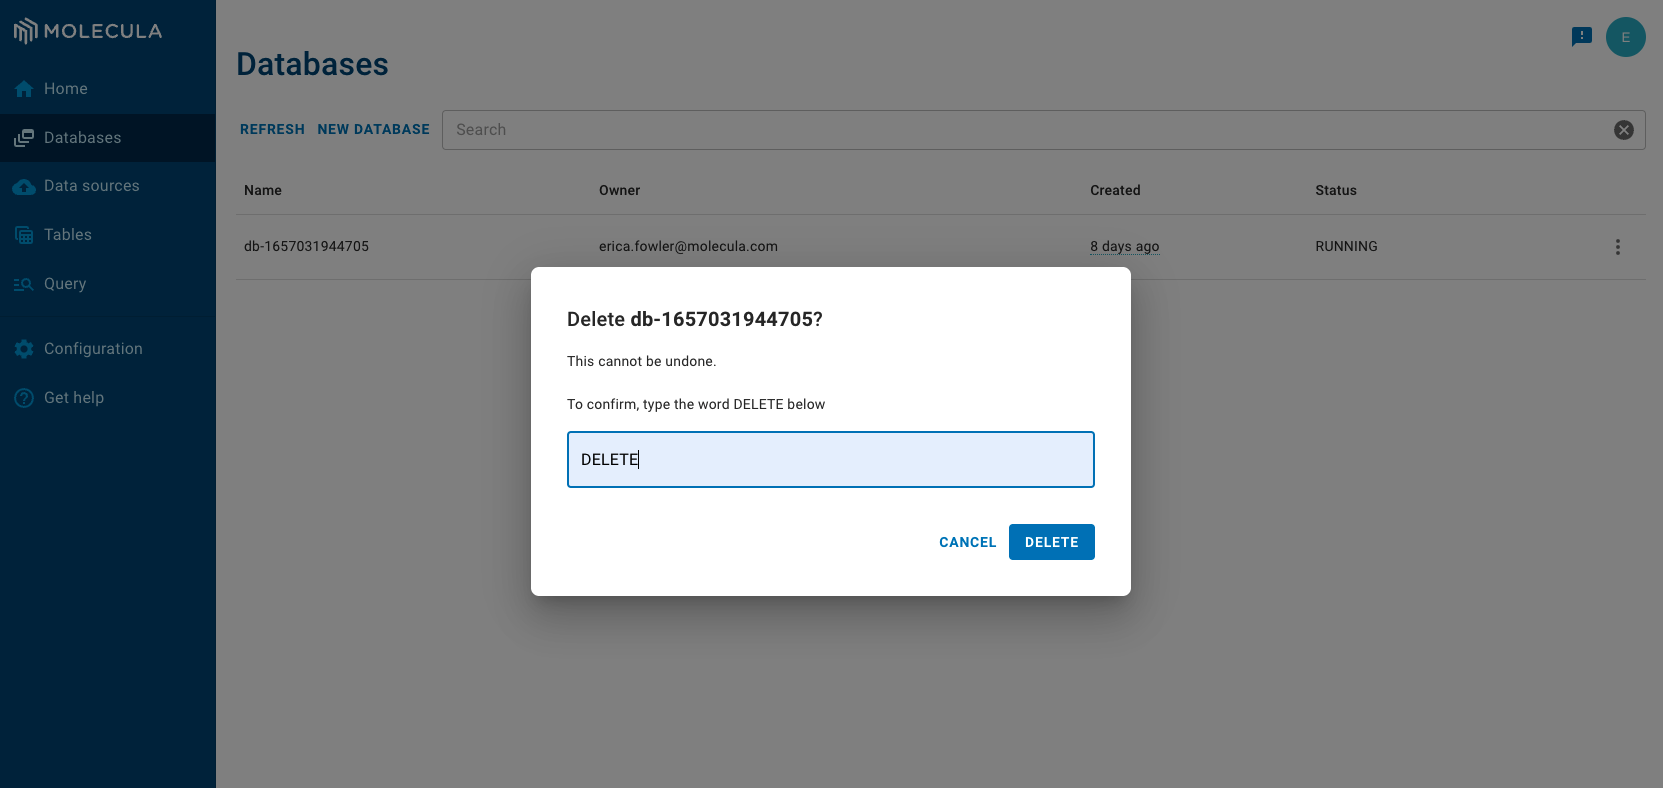 MOLECULA
Home
Databases
Data sources
Tables
Query
Configuration
Get help
E
Databases
REFRESH NEW DATABASE Search
Name Owner Created Status
db-1657031944705 erica.fowler@molecula.com 8 days ago RUNNING
Delete db-1657031944705?
This cannot be undone.
To confirm, type the word DELETE below
DELETE
CANCEL DELETE